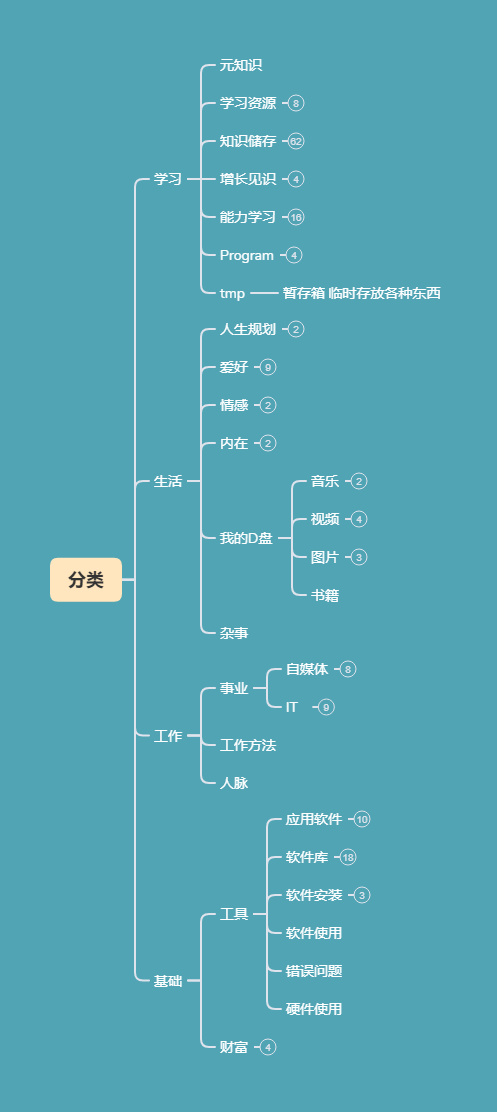 元知识
学习资源 8
知识储存 62
学习 增长见识 4
能力学习 16
Program 4
tmp 暂存箱 临时存放各种东西
人生规划 2
爱好 9
情感 2
内在 2
生活 音乐 2
视频 4
我的D盘
图片 3
分类 书籍
杂事
自媒体 8
事业
IT 9
工作 工作方法
人脉
应用软件 10
软件库 18
软件安装 3
工具
软件使用
错误问题
基础
硬件使用
财富 4